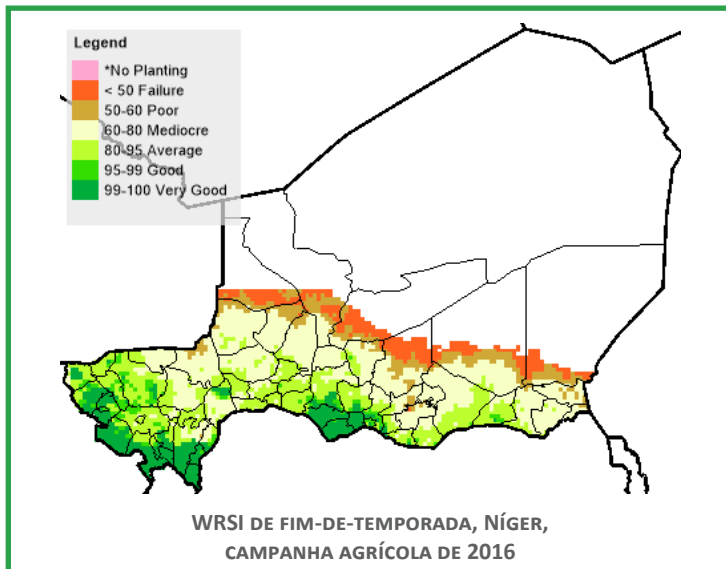 Legend
*No Planting
< 50 Failure
50-60 Poor
60-80 Mediocre
80-95 Average
95-99 Good
99-100 Very Good
WRSI DE FIM-DE-TEMPORADA, NÍGER,
CAMPANHA AGRÍCOLA DE 2016